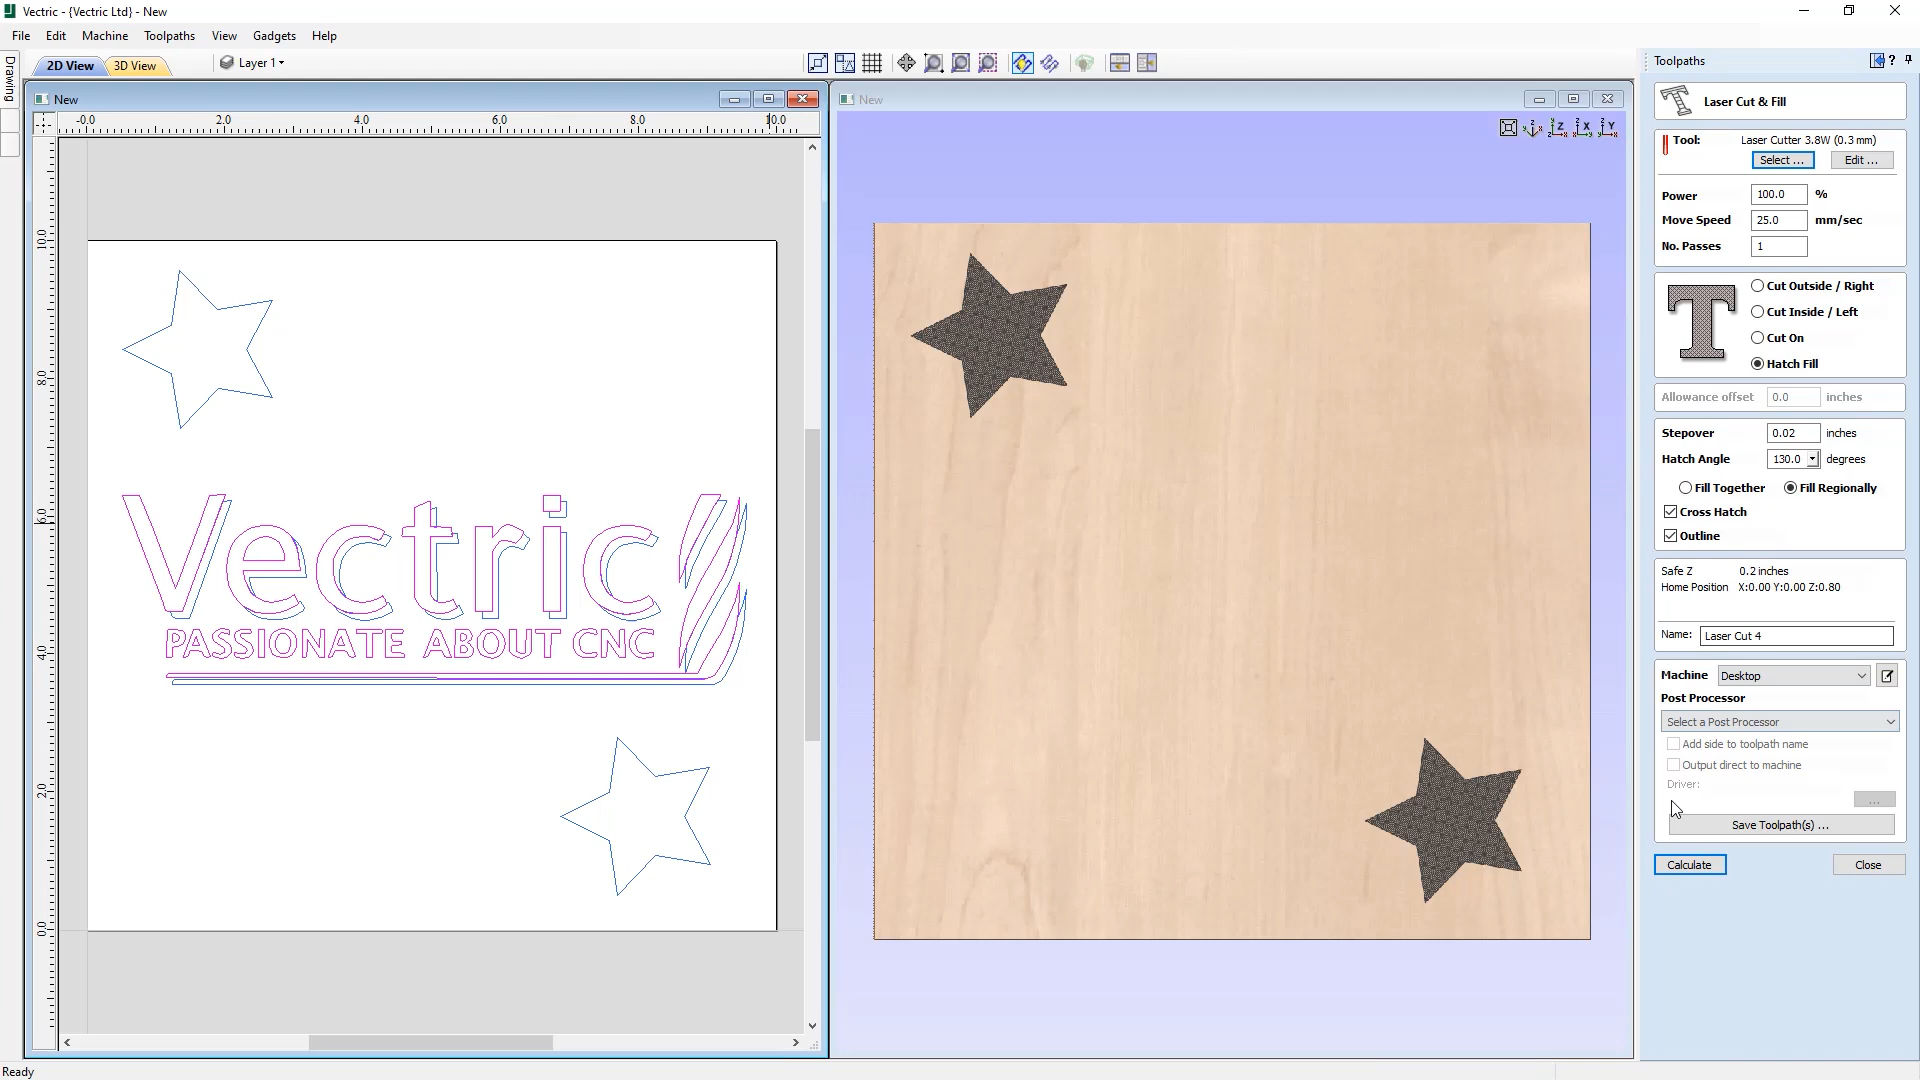 Vectric - {Vectric Ltd} - New
File Edit Machine Toolpaths View Gadgets Help
Drawing
2D View 3D View Layer 1
New
-0.0 2.0 4.0 6.0 8.0 10.0
10.0
8.0
6.0
4.0
2.0
0.0
Vectric
PASSIONATE ABOUT CNC
New
Z X Y
Toolpaths
Laser Cut & Fill
Tool: Laser Cutter 3.8W (0.3 mm)
Select ... Edit ...
Power 100.0 %
Move Speed 25.0 mm/sec
No. Passes 1
T
Cut Outside / Right
Cut Inside / Left
Cut On
Hatch Fill
Allowance offset 0.0 inches
Stepover 0.02 inches
Hatch Angle 130.0 degrees
Fill Together Fill Regionally
Cross Hatch
Outline
Safe Z 0.2 inches
Home Position X:0.00 Y:0.00 Z:0.80
Name: Laser Cut 4
Machine Desktop
Post Processor
Select a Post Processor
Add side to toolpath name
Output direct to machine
Driver:
...
Save Toolpath(s) ...
Calculate Close
Ready